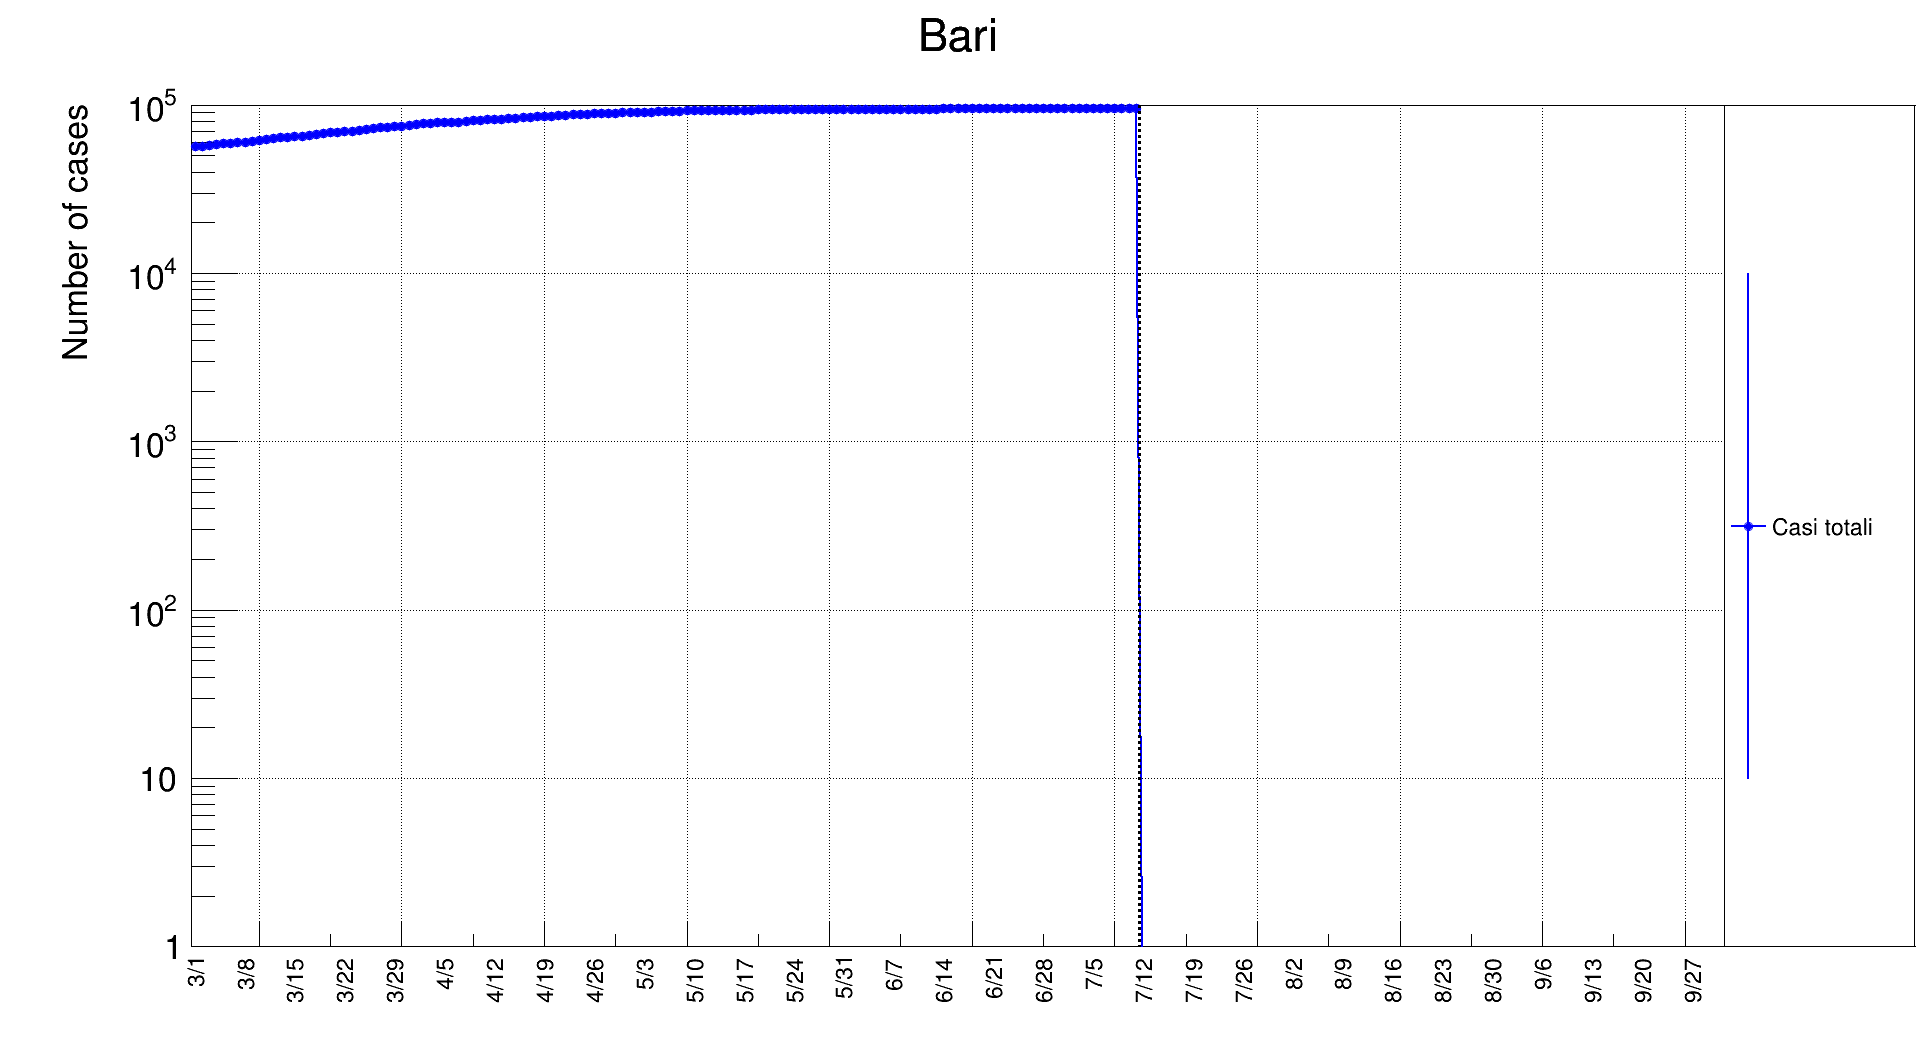 Bari
Number of cases
10^5
10^4
10^3
10^2
10
1
3/1 3/8 3/15 3/22 3/29 4/5 4/12 4/19 4/26 5/3 5/10 5/17 5/24 5/31 6/7 6/14 6/21 6/28 7/5 7/12 7/19 7/26 8/2 8/9 8/16 8/23 8/30 9/6 9/13 9/20 9/27
Casi totali